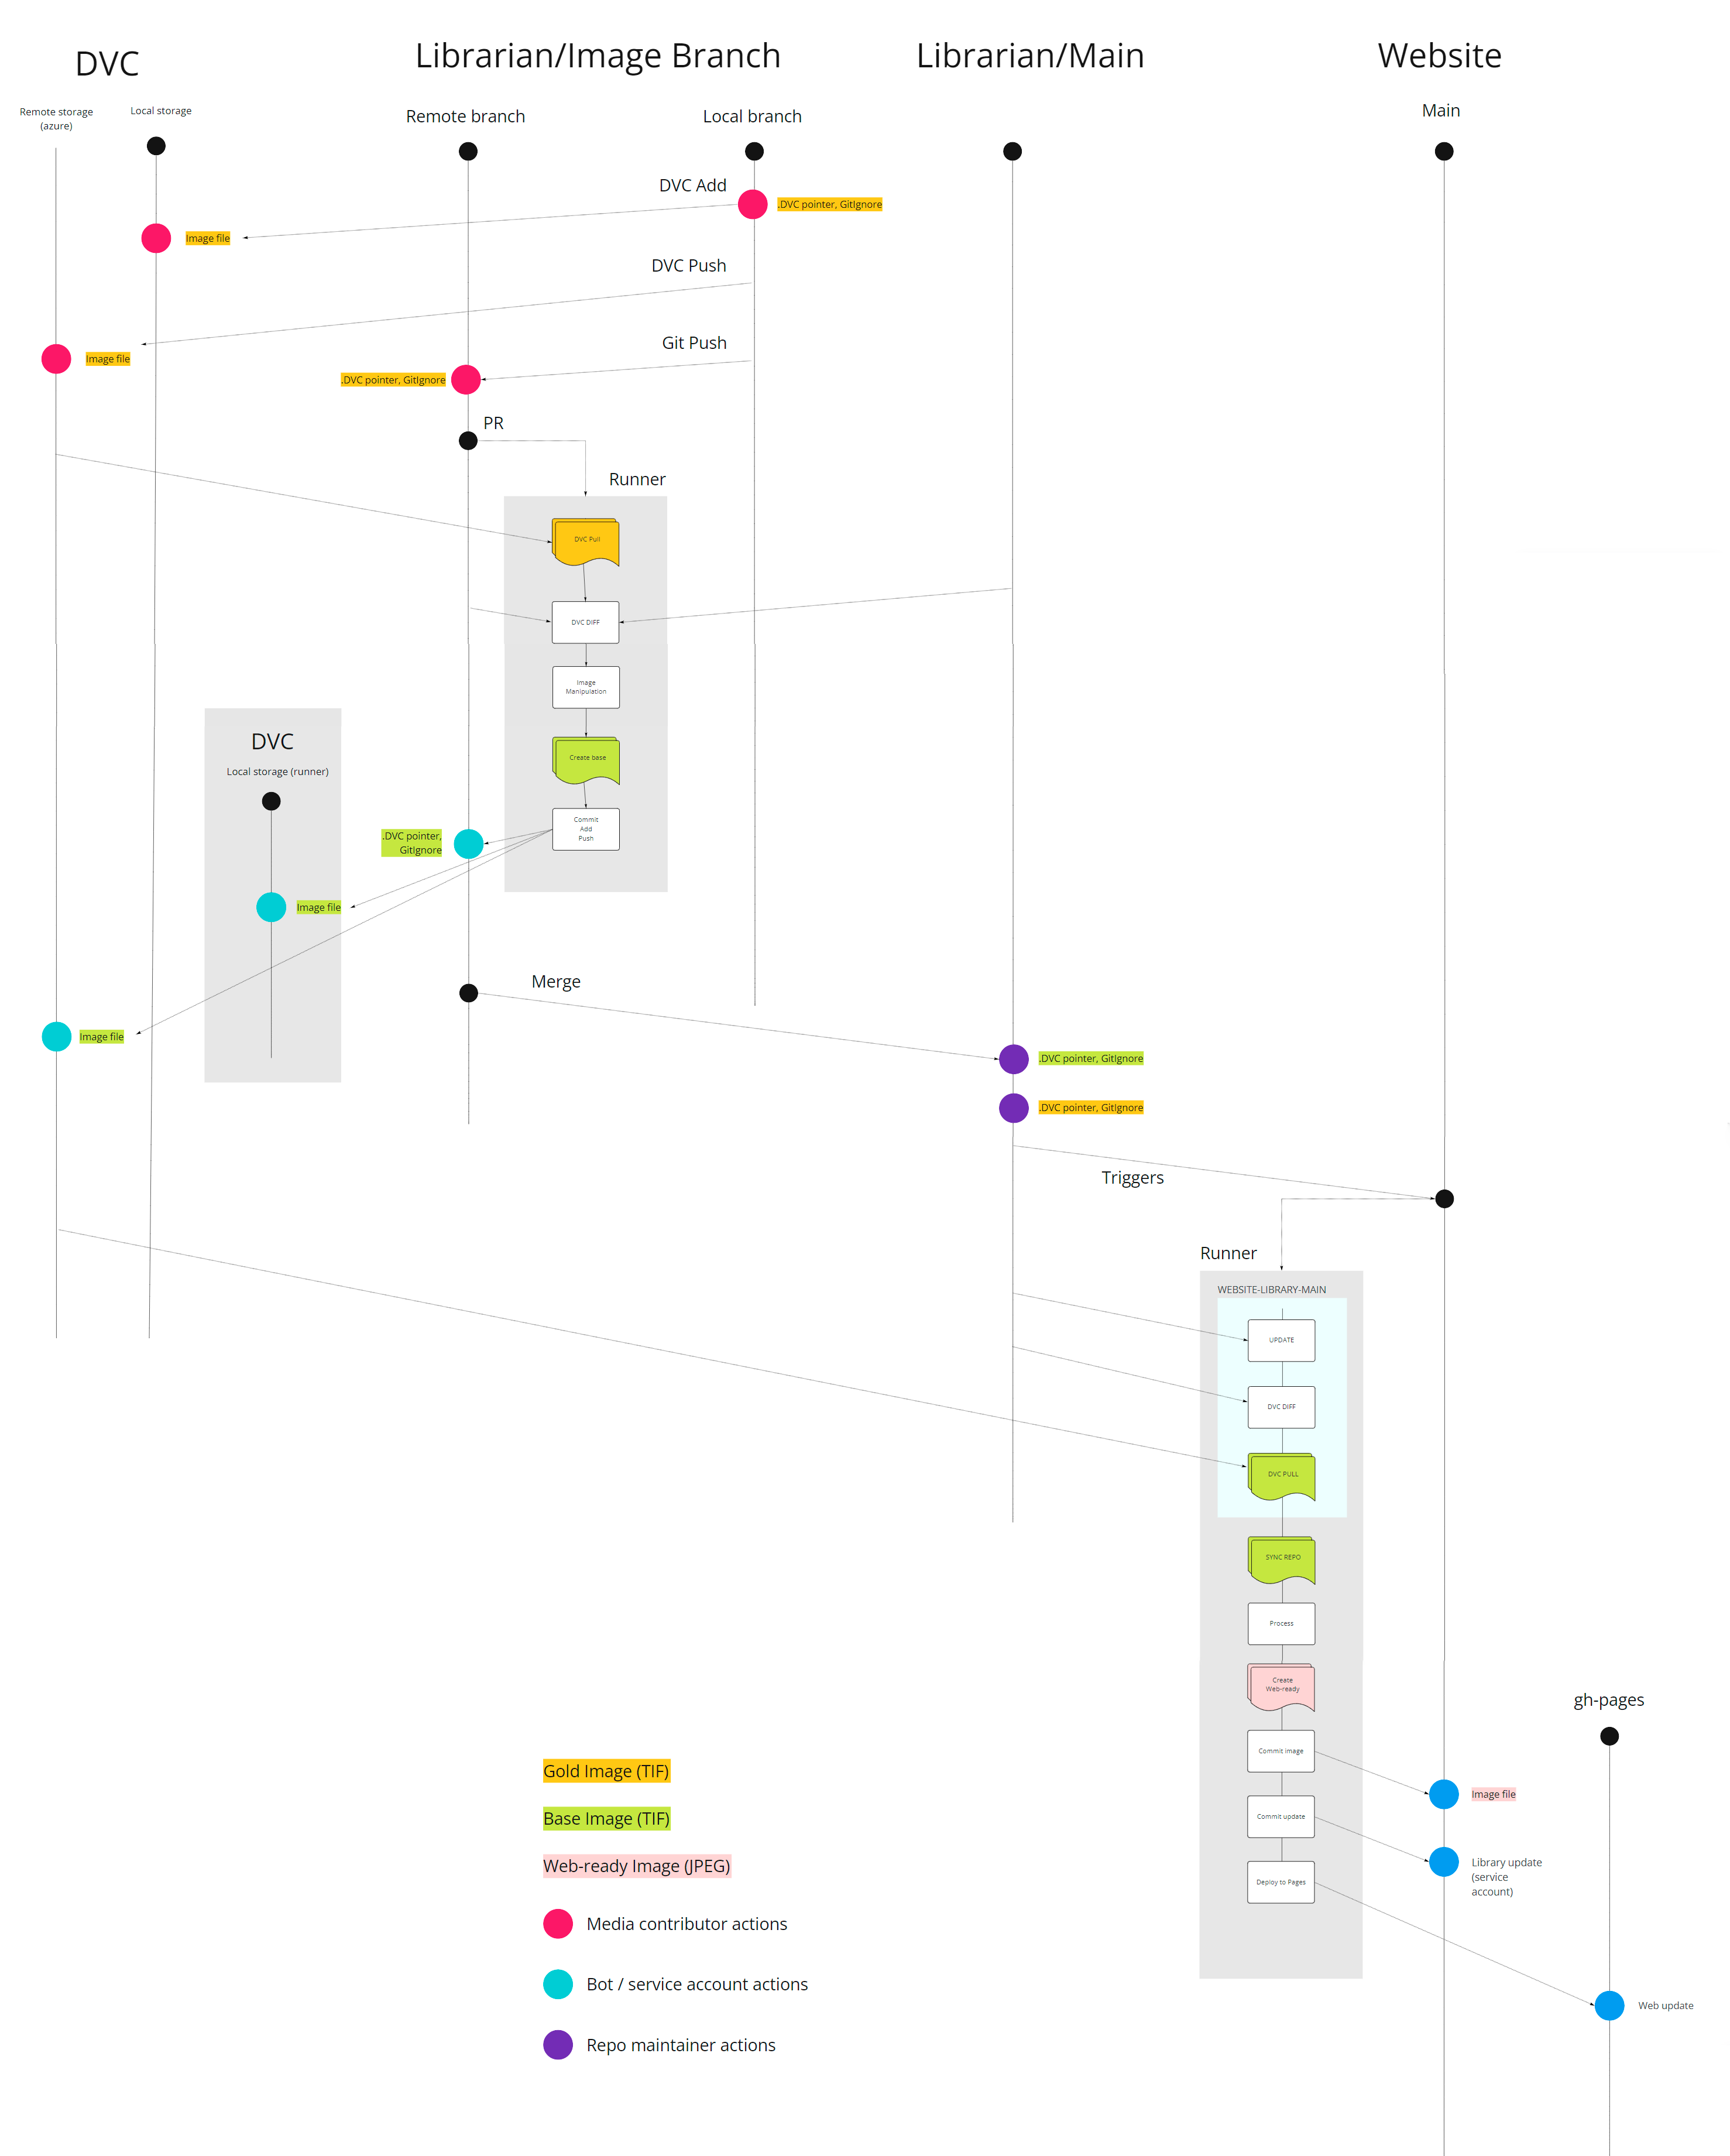 DVC
Librarian/Image Branch
Librarian/Main
Website
Remote storage
(azure)
Local storage
Remote branch
Local branch
Main
DVC Add
.DVC pointer, GitIgnore
Image file
DVC Push
Git Push
Image file
.DVC pointer, GitIgnore
PR
Runner
DVC Pull
DVC DIFF
Image
Manipulation
DVC
Local storage (runner)
Create base
Commit
Add
Push
.DVC pointer,
GitIgnore
Image file
Merge
Image file
.DVC pointer, GitIgnore
.DVC pointer, GitIgnore
Triggers
Runner
WEBSITE-LIBRARY-MAIN
UPDATE
DVC DIFF
DVC PULL
SYNC REPO
Process
Create
Web-ready
gh-pages
Commit image
Image file
Commit update
Library update
(service
account)
Deploy to Pages
Web update
Gold Image (TIF)
Base Image (TIF)
Web-ready Image (JPEG)
Media contributor actions
Bot / service account actions
Repo maintainer actions